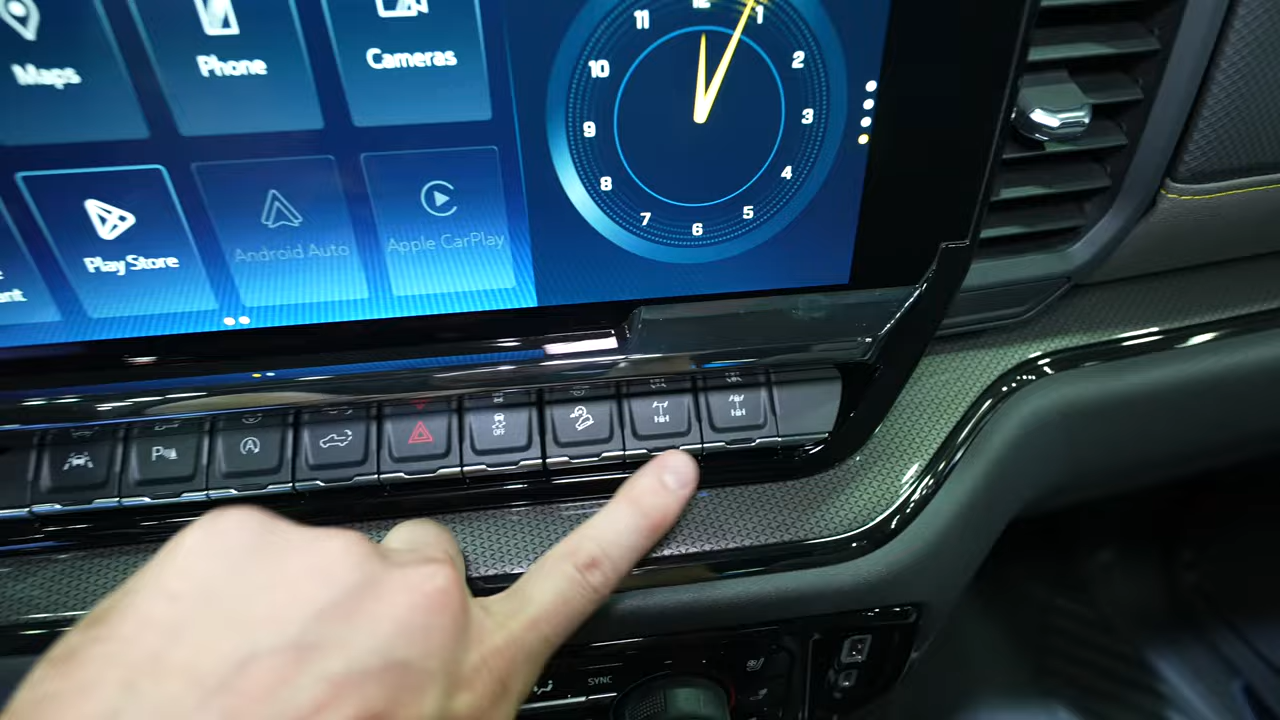 Maps
Phone
Cameras
Play Store
Android Auto
Apple CarPlay
11
12
1
10
2
9
3
8
4
7
6
5
P
A
OFF
SYNC